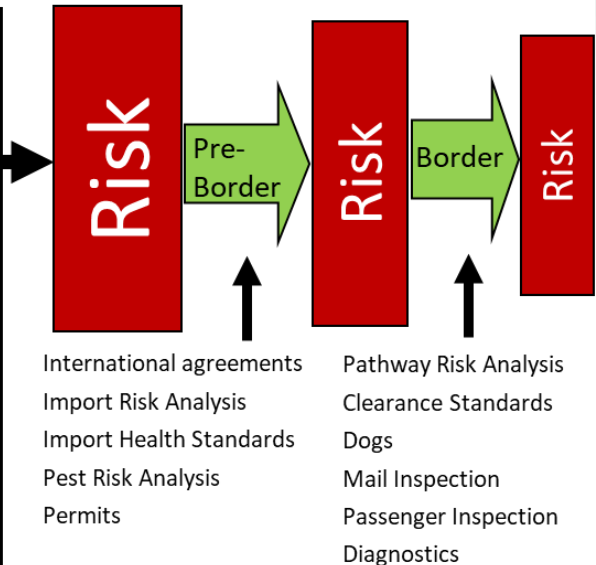 Risk
Pre-
Border
Risk
Border
Risk
International agreements
Import Risk Analysis
Import Health Standards
Pest Risk Analysis
Permits
Pathway Risk Analysis
Clearance Standards
Dogs
Mail Inspection
Passenger Inspection
Diagnostics